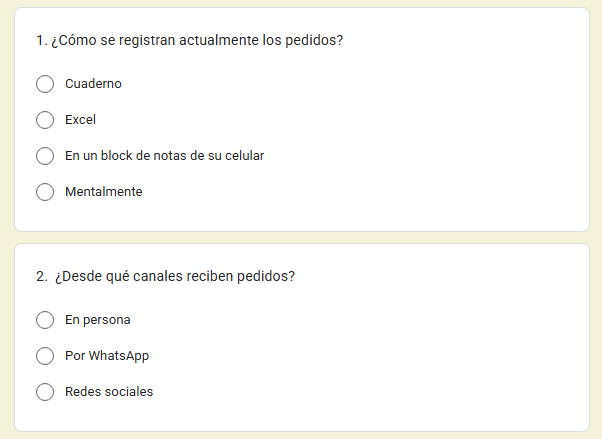 1. ¿Cómo se registran actualmente los pedidos?
Cuaderno
Excel
En un block de notas de su celular
Mentalmente
2. ¿Desde qué canales reciben pedidos?
En persona
Por WhatsApp
Redes sociales